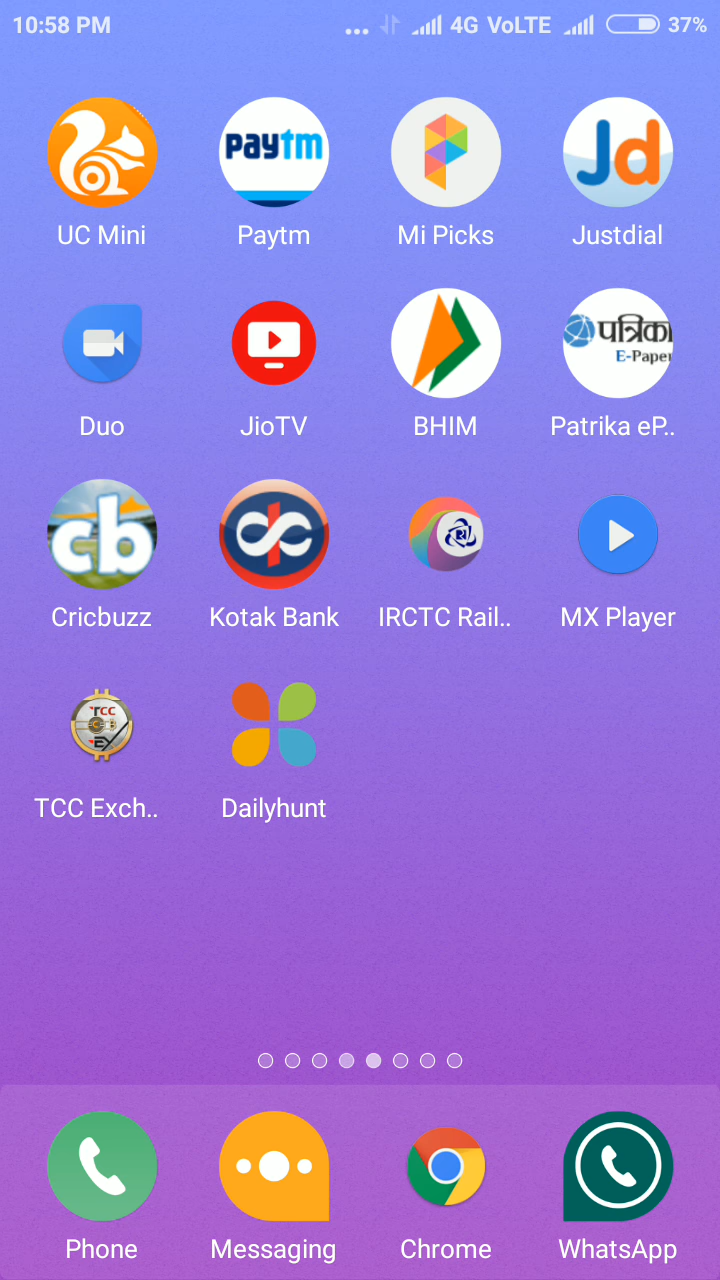 10:58 PM ... 4G VoLTE 37%
Paytm Jd
UC Mini Paytm Mi Picks Justdial
पत्रिका
E-Paper
Duo JioTV BHIM Patrika eP..
cb
Cricbuzz Kotak Bank IRCTC Rail.. MX Player
TCC
EX
TCC Exch.. Dailyhunt
Phone Messaging Chrome WhatsApp